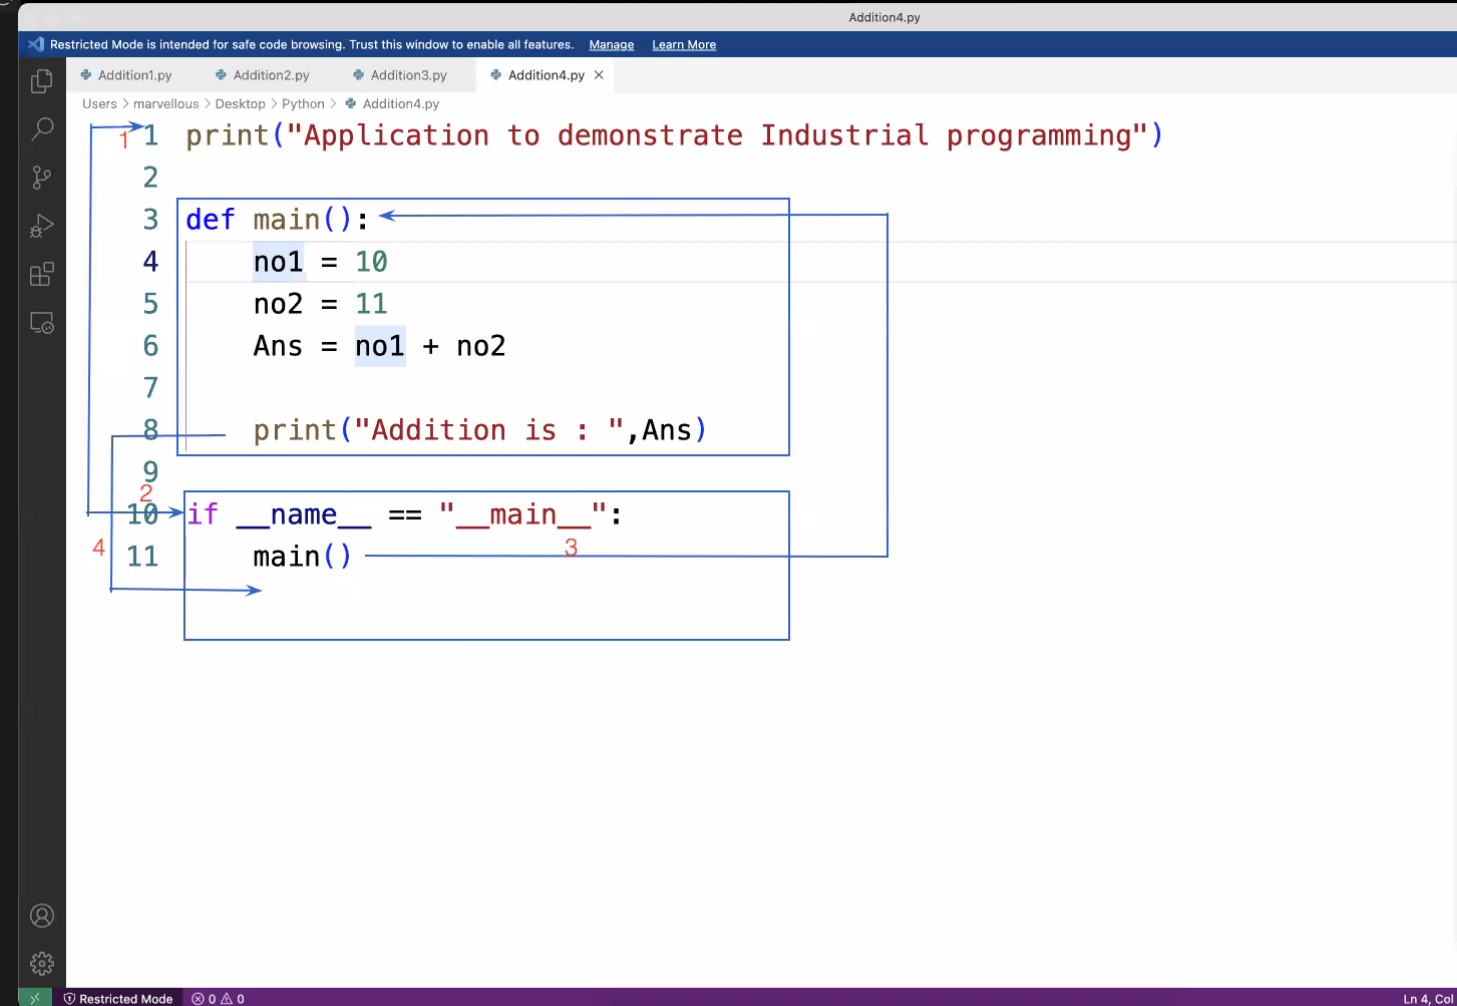 Addition4.py
Restricted Mode is intended for safe code browsing. Trust this window to enable all features. Manage Learn More
Addition1.py Addition2.py Addition3.py Addition4.py
Users > marvellous > Desktop > Python > Addition4.py
1 1 print("Application to demonstrate Industrial programming")
2
3 def main():
4 no1 = 10
5 no2 = 11
6 Ans = no1 + no2
7
8 print("Addition is : ",Ans)
9
2
10 if __name__ == "__main__":
4 11 main() 3
Restricted Mode 0 0 Ln 4, Col